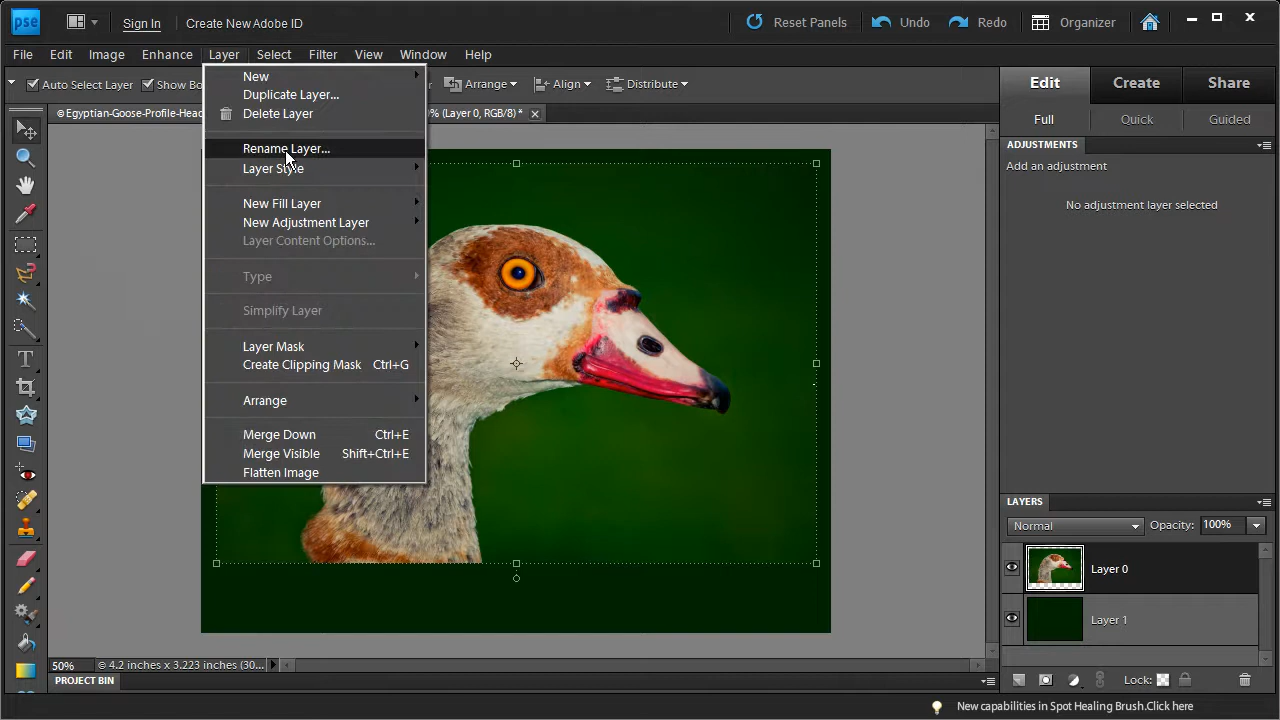 pse
Sign In
Create New Adobe ID
Reset Panels
Undo
Redo
Organizer
File Edit Image Enhance Layer Select Filter View Window Help
Auto Select Layer
Show Bo
Arrange
Align
Distribute
Edit
Create
Share
©Egyptian-Goose-Profile-Head
% (Layer 0, RGB/8) *
Full
Quick
Guided
New
Duplicate Layer...
Delete Layer
Rename Layer...
Layer Style
New Fill Layer
New Adjustment Layer
Layer Content Options...
Type
Simplify Layer
Layer Mask
Create Clipping Mask Ctrl+G
Arrange
Merge Down Ctrl+E
Merge Visible Shift+Ctrl+E
Flatten Image
T
ADJUSTMENTS
Add an adjustment
No adjustment layer selected
LAYERS
Normal
Opacity: 100%
Layer 0
Layer 1
Lock:
50%
© 4.2 inches x 3.223 inches (30...
PROJECT BIN
New capabilities in Spot Healing Brush.Click here